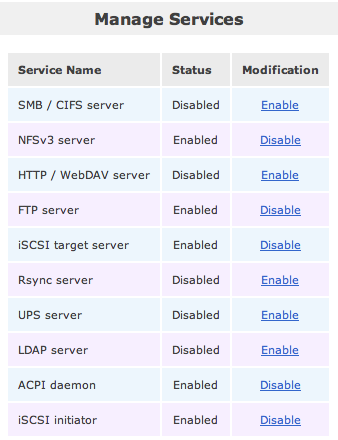 Manage Services
Service Name Status Modification
SMB / CIFS server Disabled Enable
NFSv3 server Enabled Disable
HTTP / WebDAV server Disabled Enable
FTP server Enabled Disable
iSCSI target server Enabled Disable
Rsync server Disabled Enable
UPS server Disabled Enable
LDAP server Disabled Enable
ACPI daemon Enabled Disable
iSCSI initiator Enabled Disable